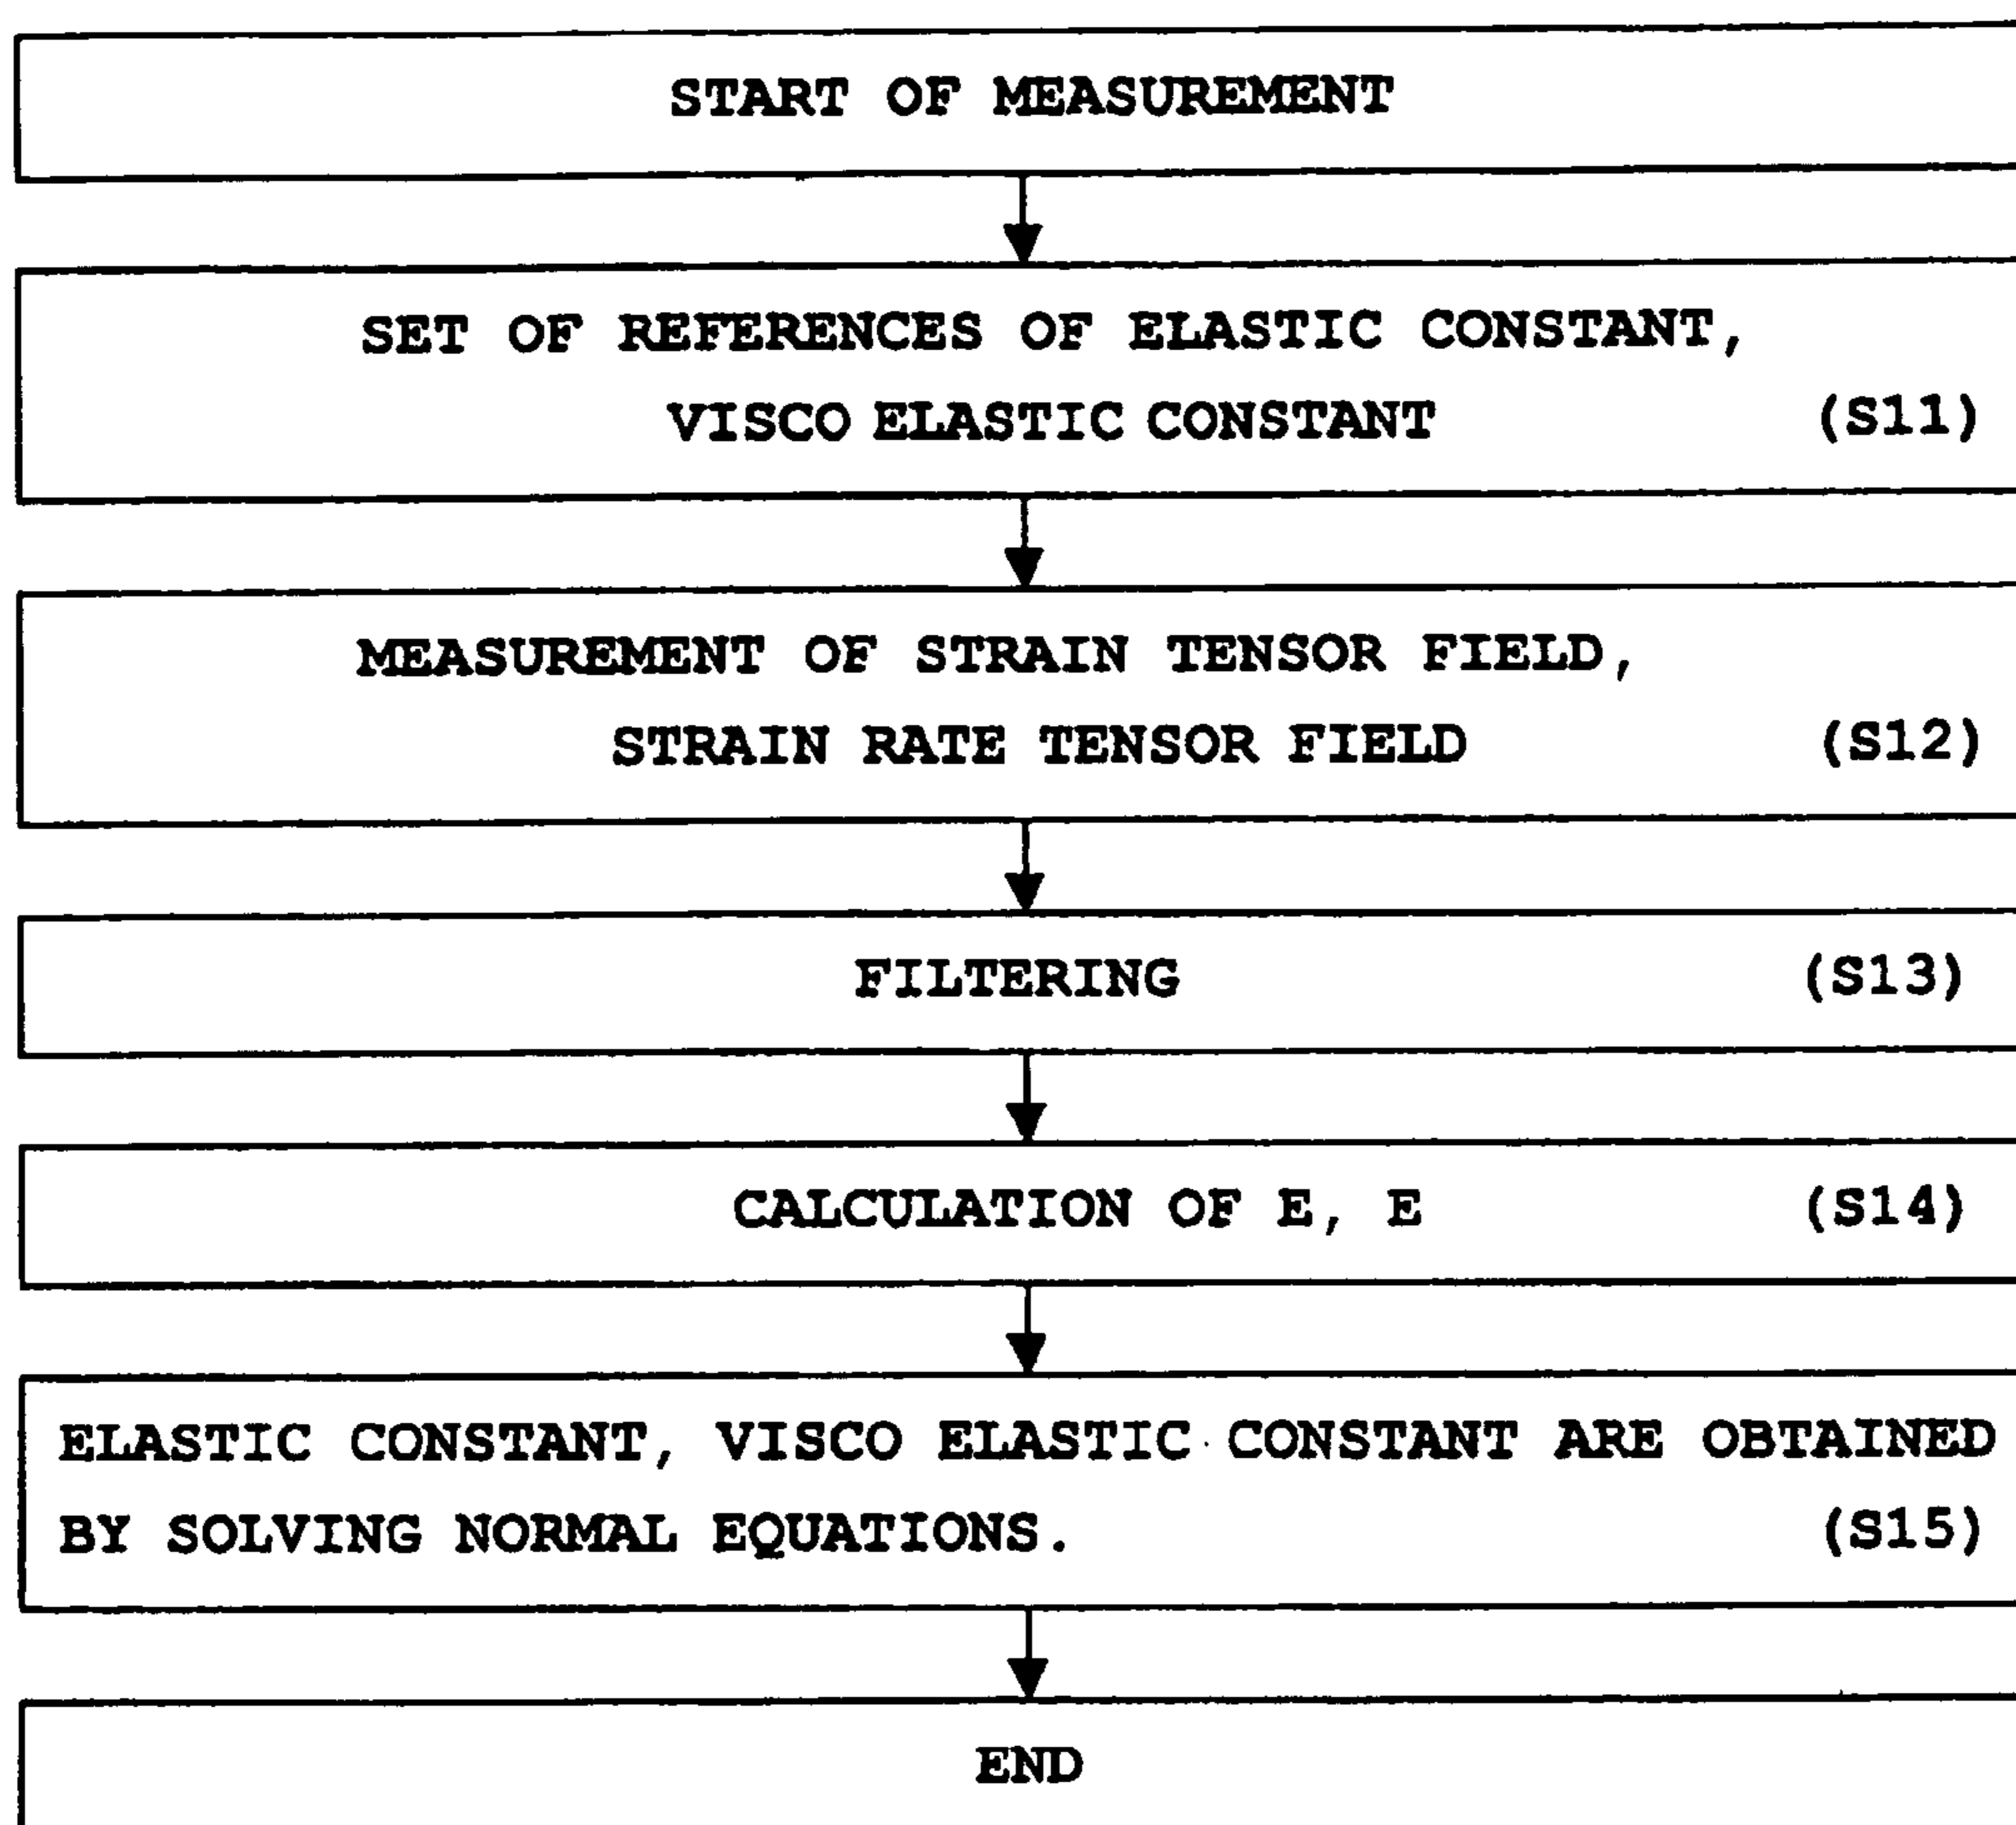 START OF MEASUREMENT
SET OF REFERENCES OF ELASTIC CONSTANT,
VISCO ELASTIC CONSTANT (S11)
MEASUREMENT OF STRAIN TENSOR FIELD,
STRAIN RATE TENSOR FIELD (S12)
FILTERING (S13)
CALCULATION OF E, E (S14)
ELASTIC CONSTANT, VISCO ELASTIC CONSTANT ARE OBTAINED
BY SOLVING NORMAL EQUATIONS. (S15)
END